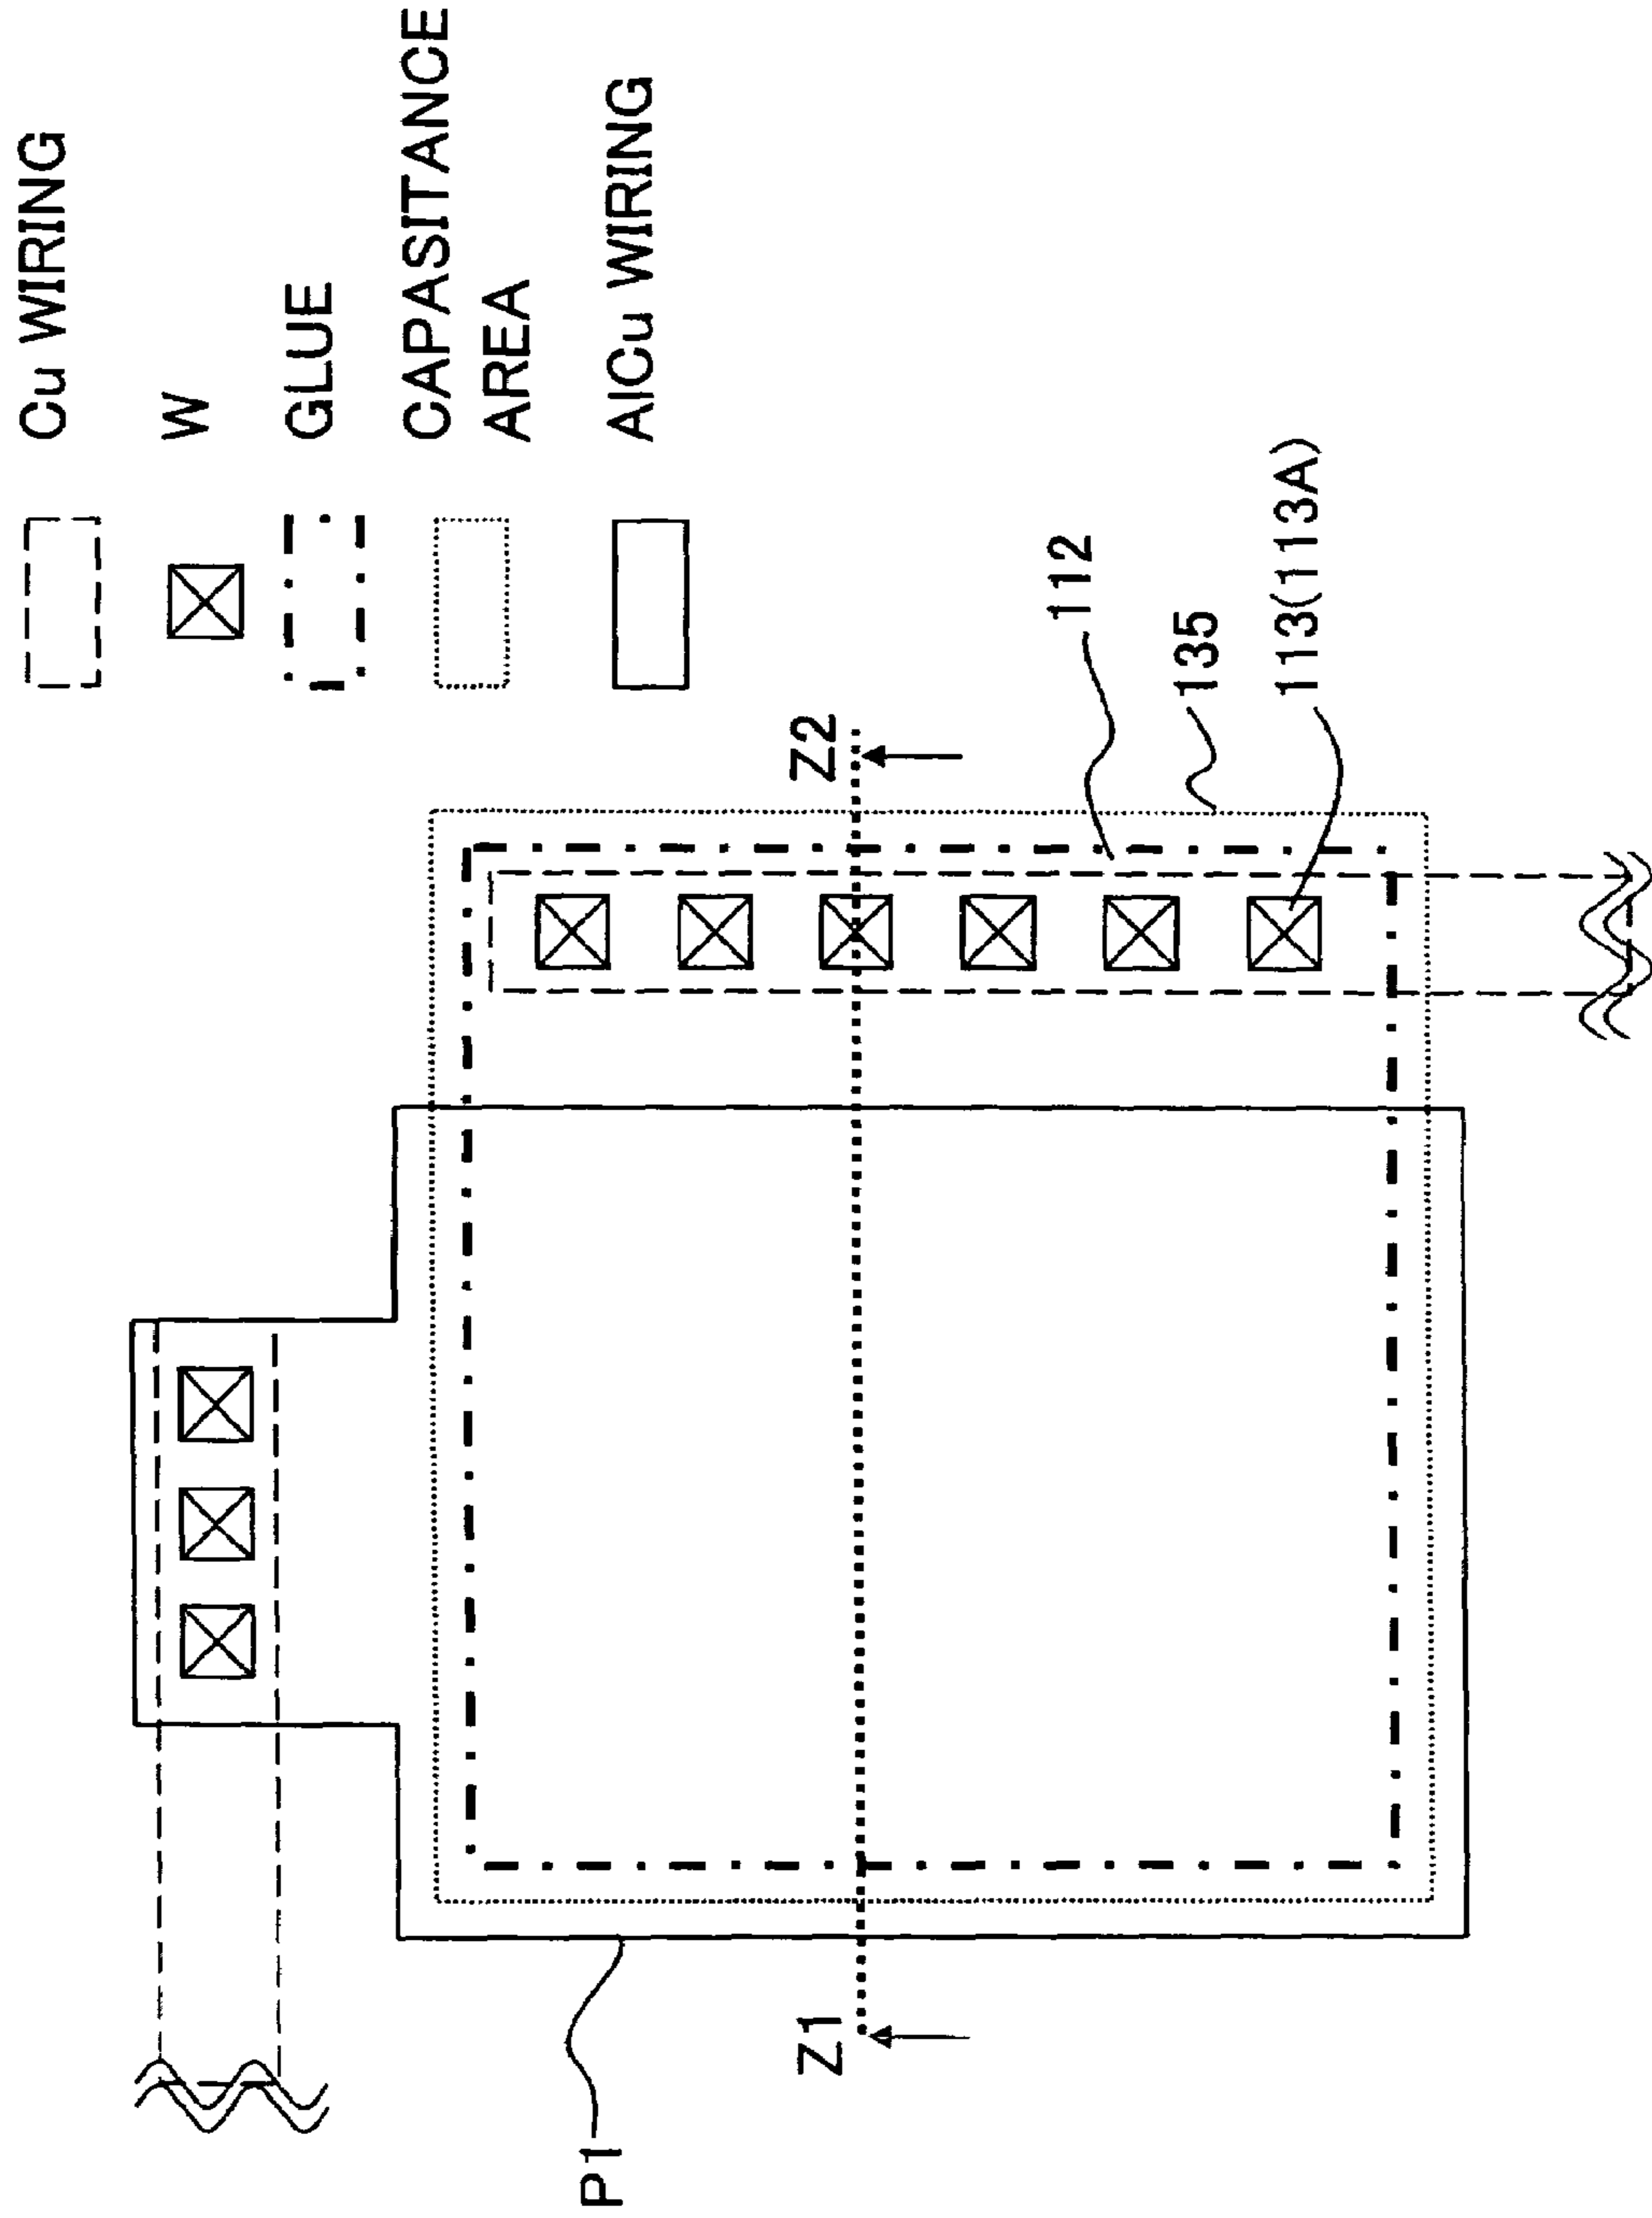 Cu WIRING
W
GLUE
CAPASITANCE
AREA
AlCu WIRING
Z2
112
135
113(113A)
Z1
P1